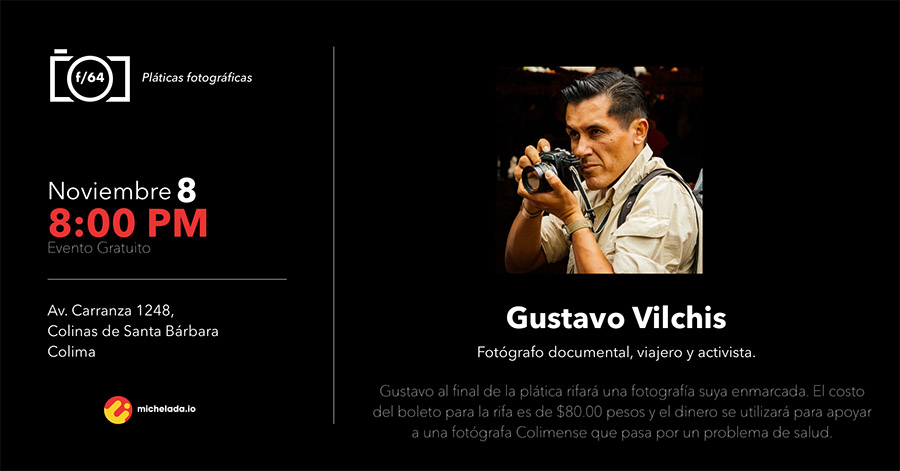 f/64
Pláticas fotográficas
Noviembre 8
8:00 PM
Evento Gratuito
Av. Carranza 1248,
Colinas de Santa Bárbara
Colima
michelada.io
Gustavo Vilchis
Fotógrafo documental, viajero y activista.
Gustavo al final de la plática rifará una fotografía suya enmarcada. El costo
del boleto para la rifa es de $80.00 pesos y el dinero se utilizará para apoyar
a una fotógrafa Colimense que pasa por un problema de salud.